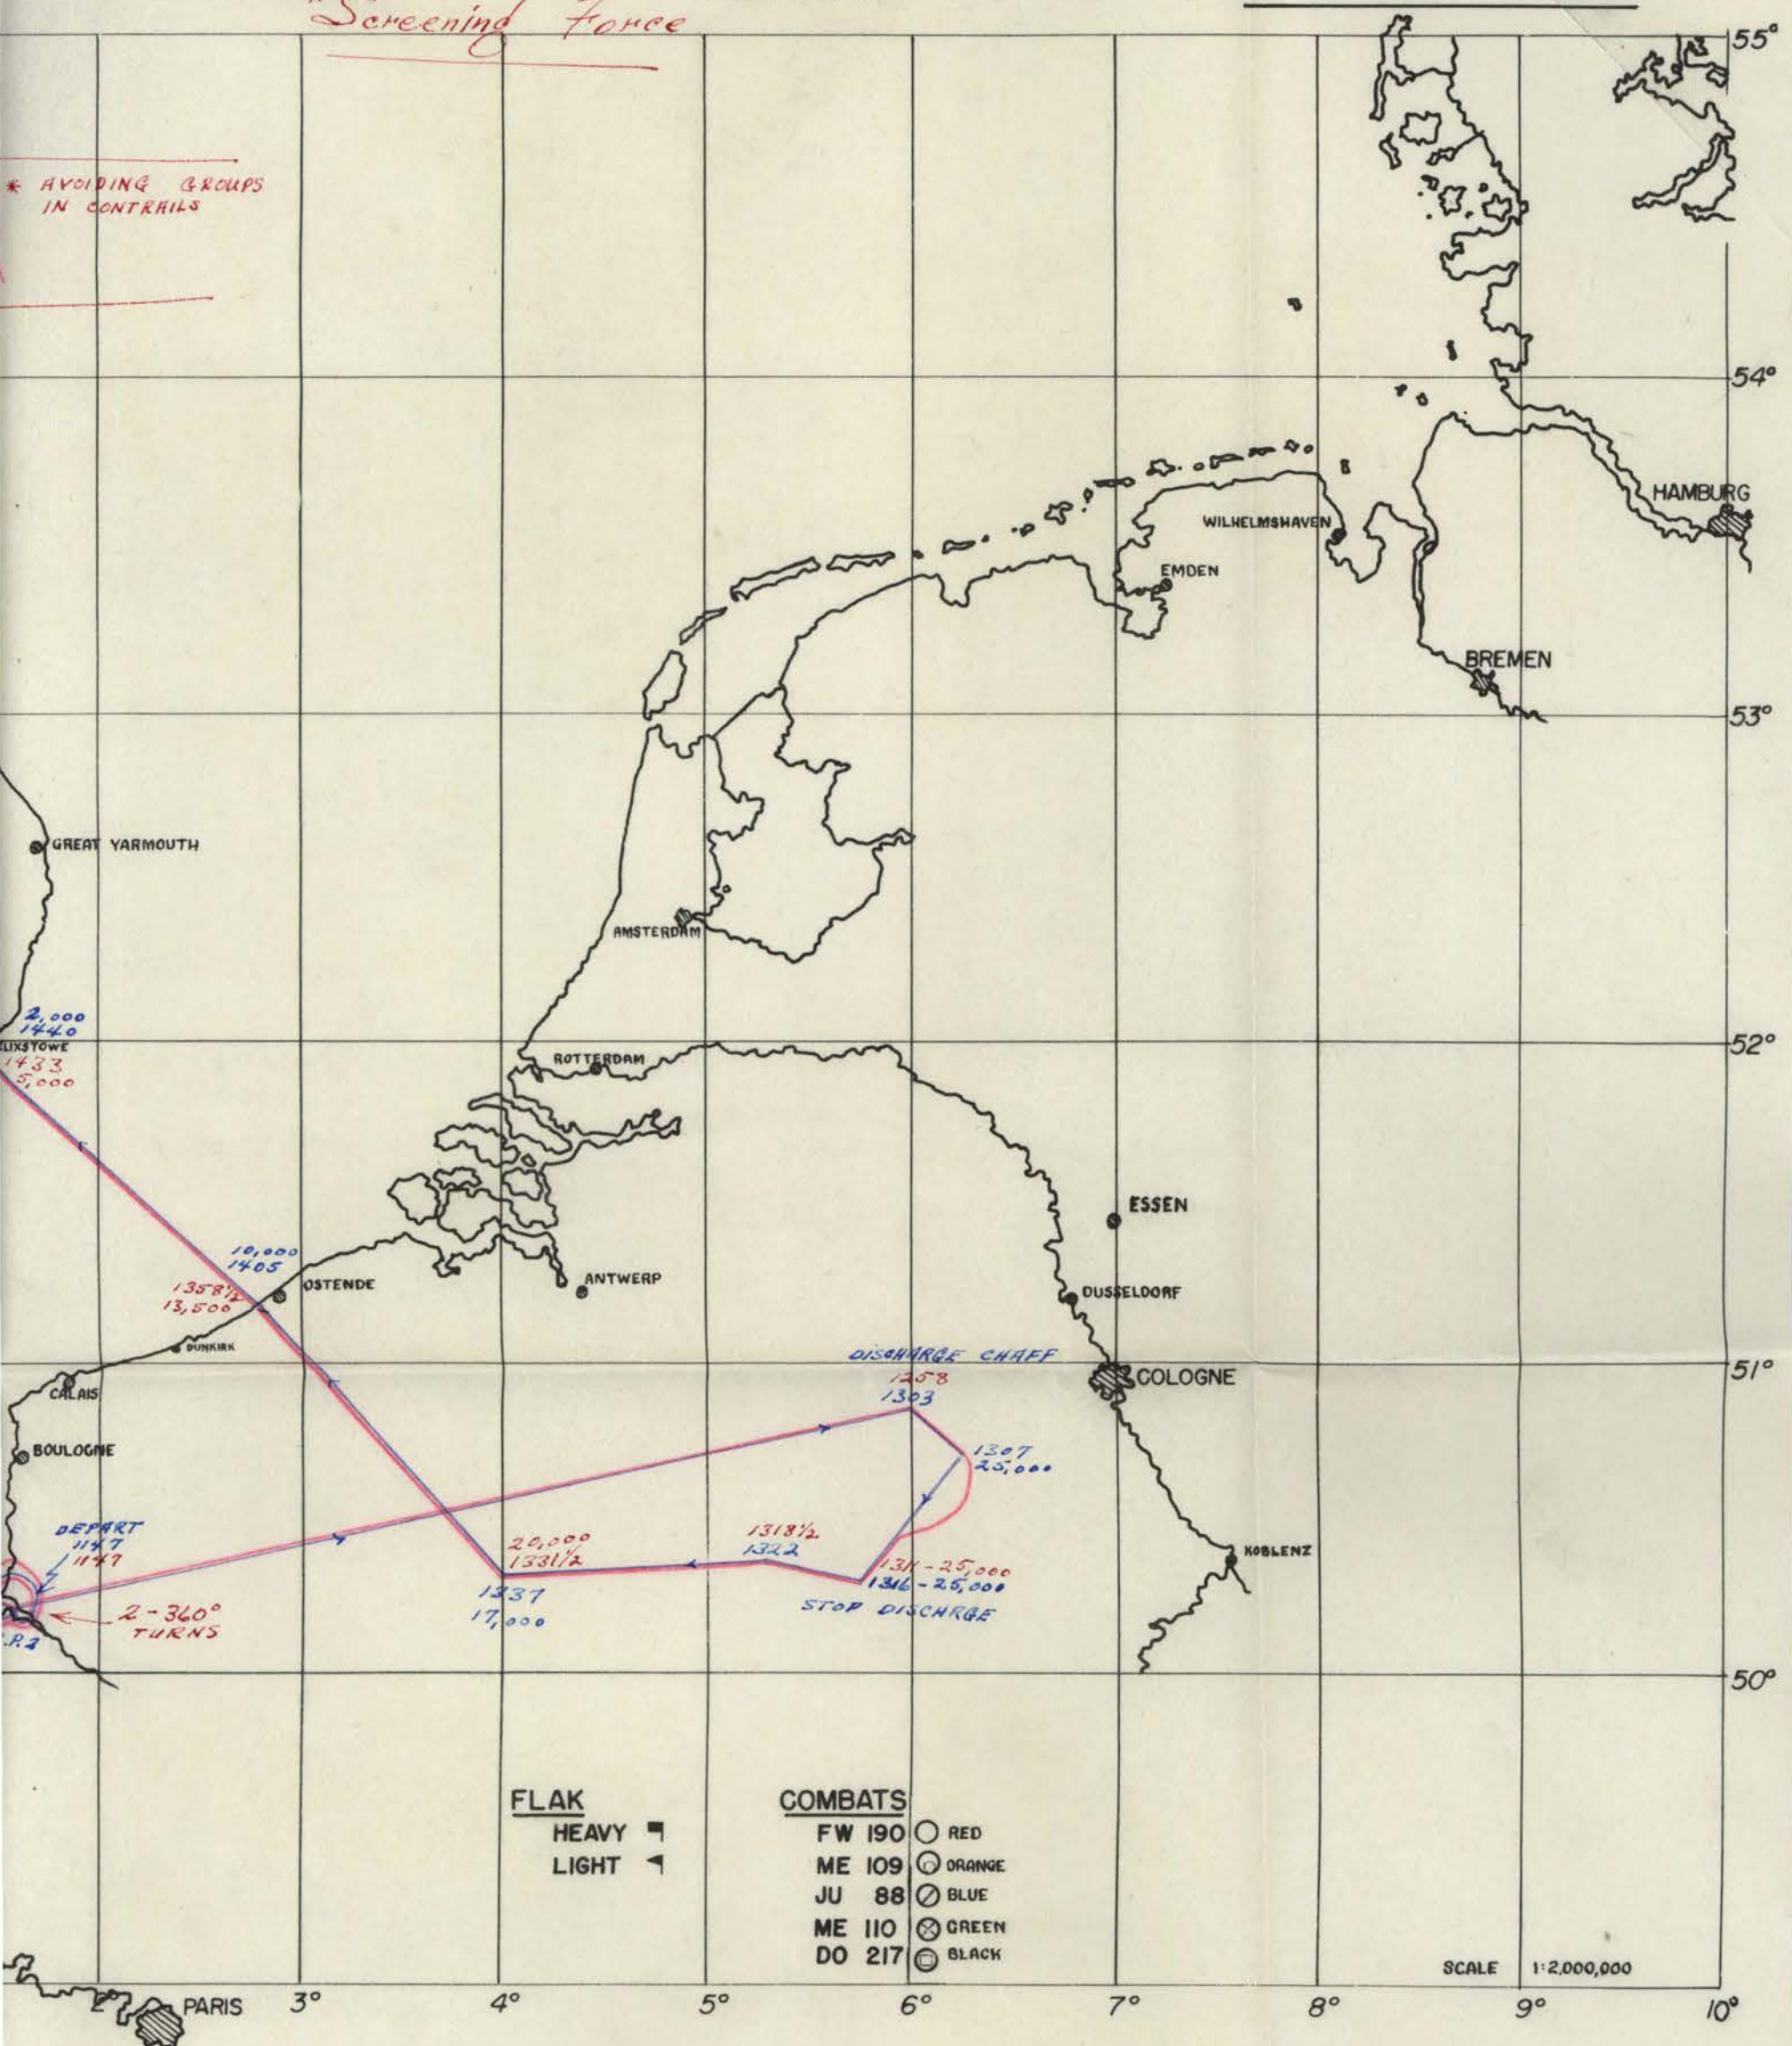 "Screening Force
55°
* AVOIDING GROUPS
IN CONTRAILS
54°
HAMBURG
WILHELMSHAVEN
EMDEN
BREMEN
53°
GREAT YARMOUTH
AMSTERDAM
2,000
1440
LIXSTOWE
1433
5,000
52°
ROTTERDAM
ESSEN
10,000
1405
1358½
13,500
OSTENDE
ANTWERP
DUSSELDORF
DUNKIRK
DISCHARGE CHAFF
1258
1303
51°
COLOGNE
CALAIS
BOULOGNE
1307
25,000
DEPART
1147
1147
20,000
1331½
1318½
1322
1311-25,000
1316-25,000
KOBLENZ
1337
17,000
STOP DISCHRGE
2-360°
TURNS
.P.2
50°
FLAK
HEAVY
LIGHT
COMBATS
FW 190 RED
ME 109 ORANGE
JU 88 BLUE
ME 110 GREEN
DO 217 BLACK
SCALE 1:2,000,000
2° PARIS 3° 4° 5° 6° 7° 8° 9° 10°